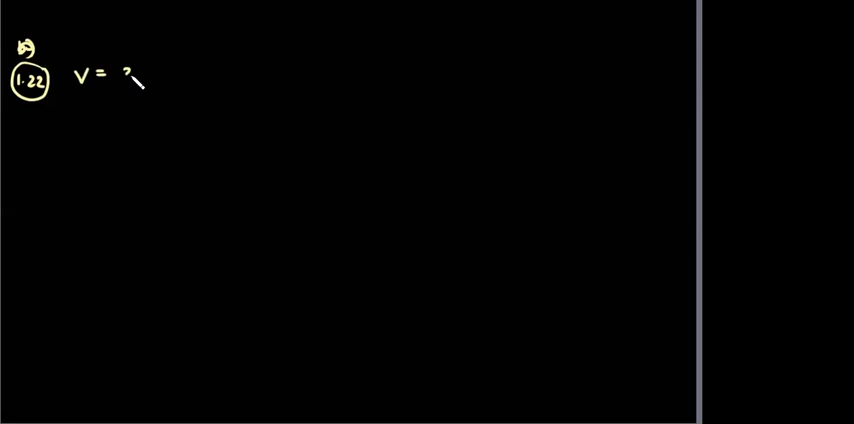 1.22 V = ?